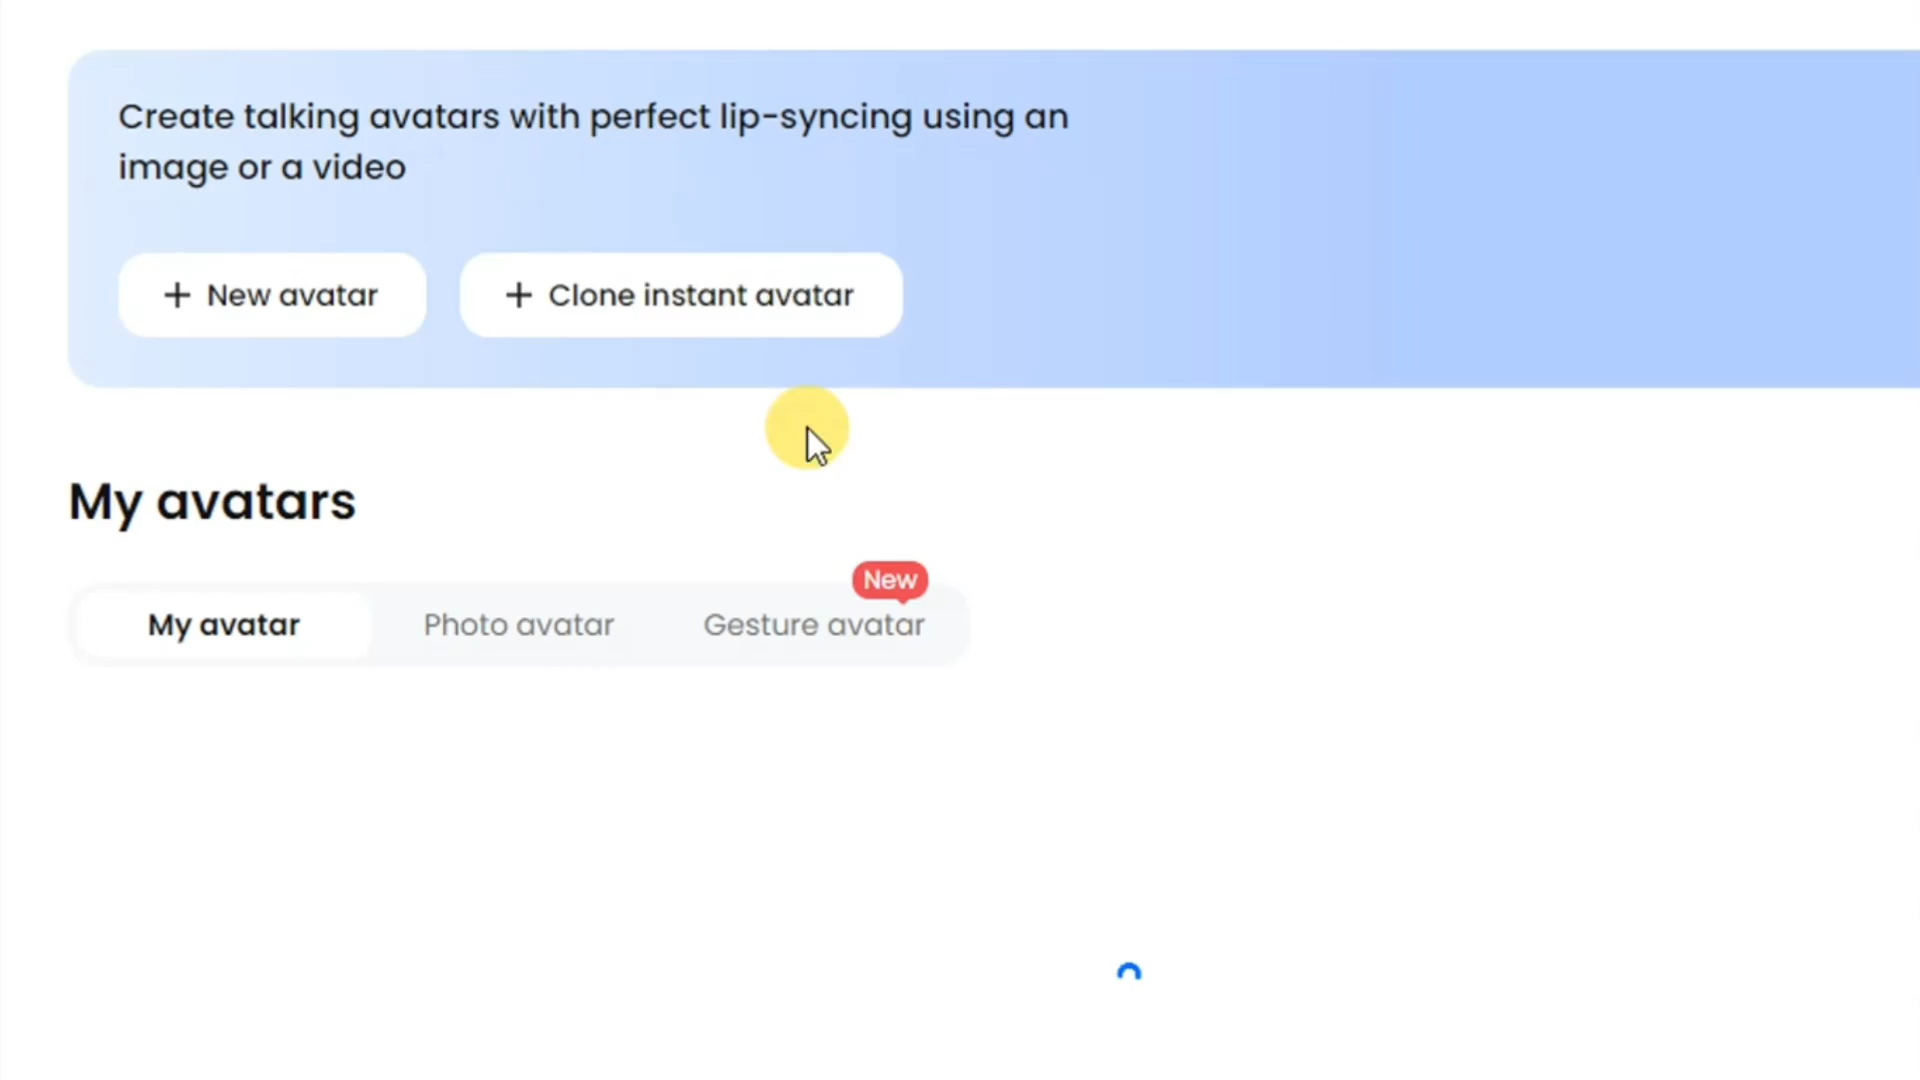 Create talking avatars with perfect lip-syncing using an
image or a video
+ New avatar
+ Clone instant avatar
My avatars
New
My avatar
Photo avatar
Gesture avatar